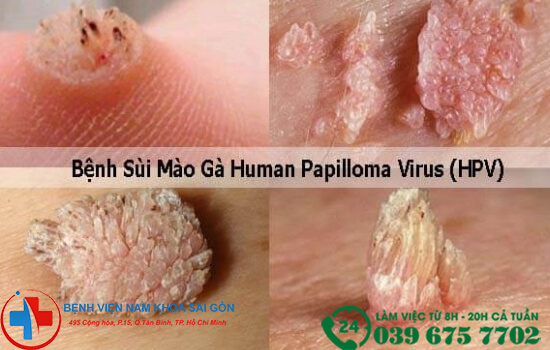 Bệnh Sùi Mào Gà Human Papilloma Virus (HPV)
BỆNH VIỆN NAM KHOA SÀI GÒN
495 Cộng hòa, P.15, Q.Tân Bình, TP. Hồ Chí Minh
24
LÀM VIỆC TỪ 8H - 20H CẢ TUẦN
039 675 7702